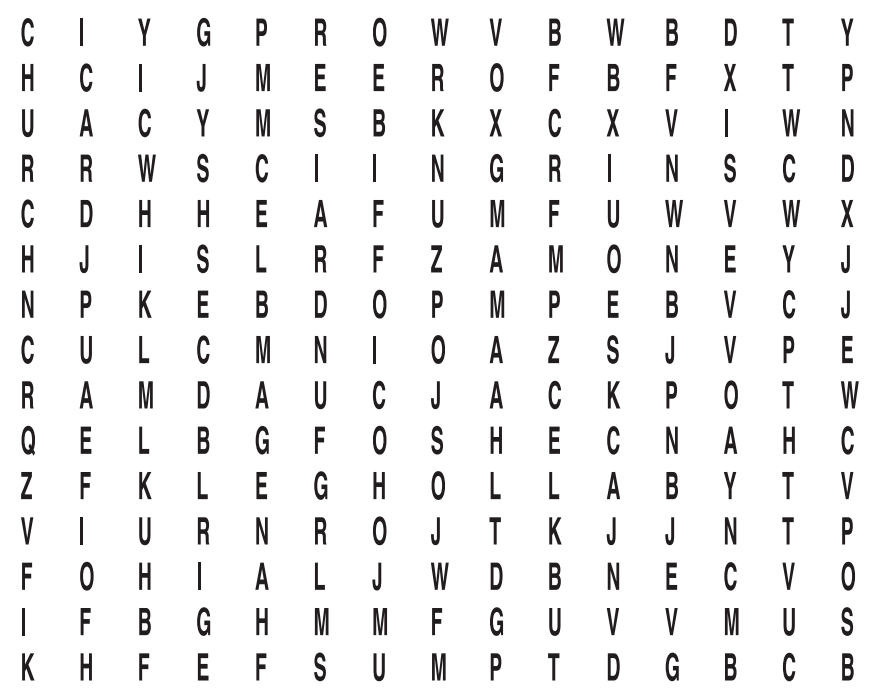 C I Y G P R O W V B W B D T Y
H C I J M E E R O F B F X T P
U A C Y M S B K X C X V I W N
R R W S C I I N G R I N S C D
C D H H E A F U M F U W V W X
H J I S L R F Z A M O N E Y J
N P K E B D O P M P E B V C J
C U L C M N I O A Z S J V P E
R A M D A U C J A C K P O T W
Q E L B G F O S H E C N A H C
Z F K L E G H O L L A B Y T V
V I U R N R O J T K J J N T P
F O H I A L J W D B N E C V O
I F B G H M M F G U V V M U S
K H F E F S U M P T D G B C B